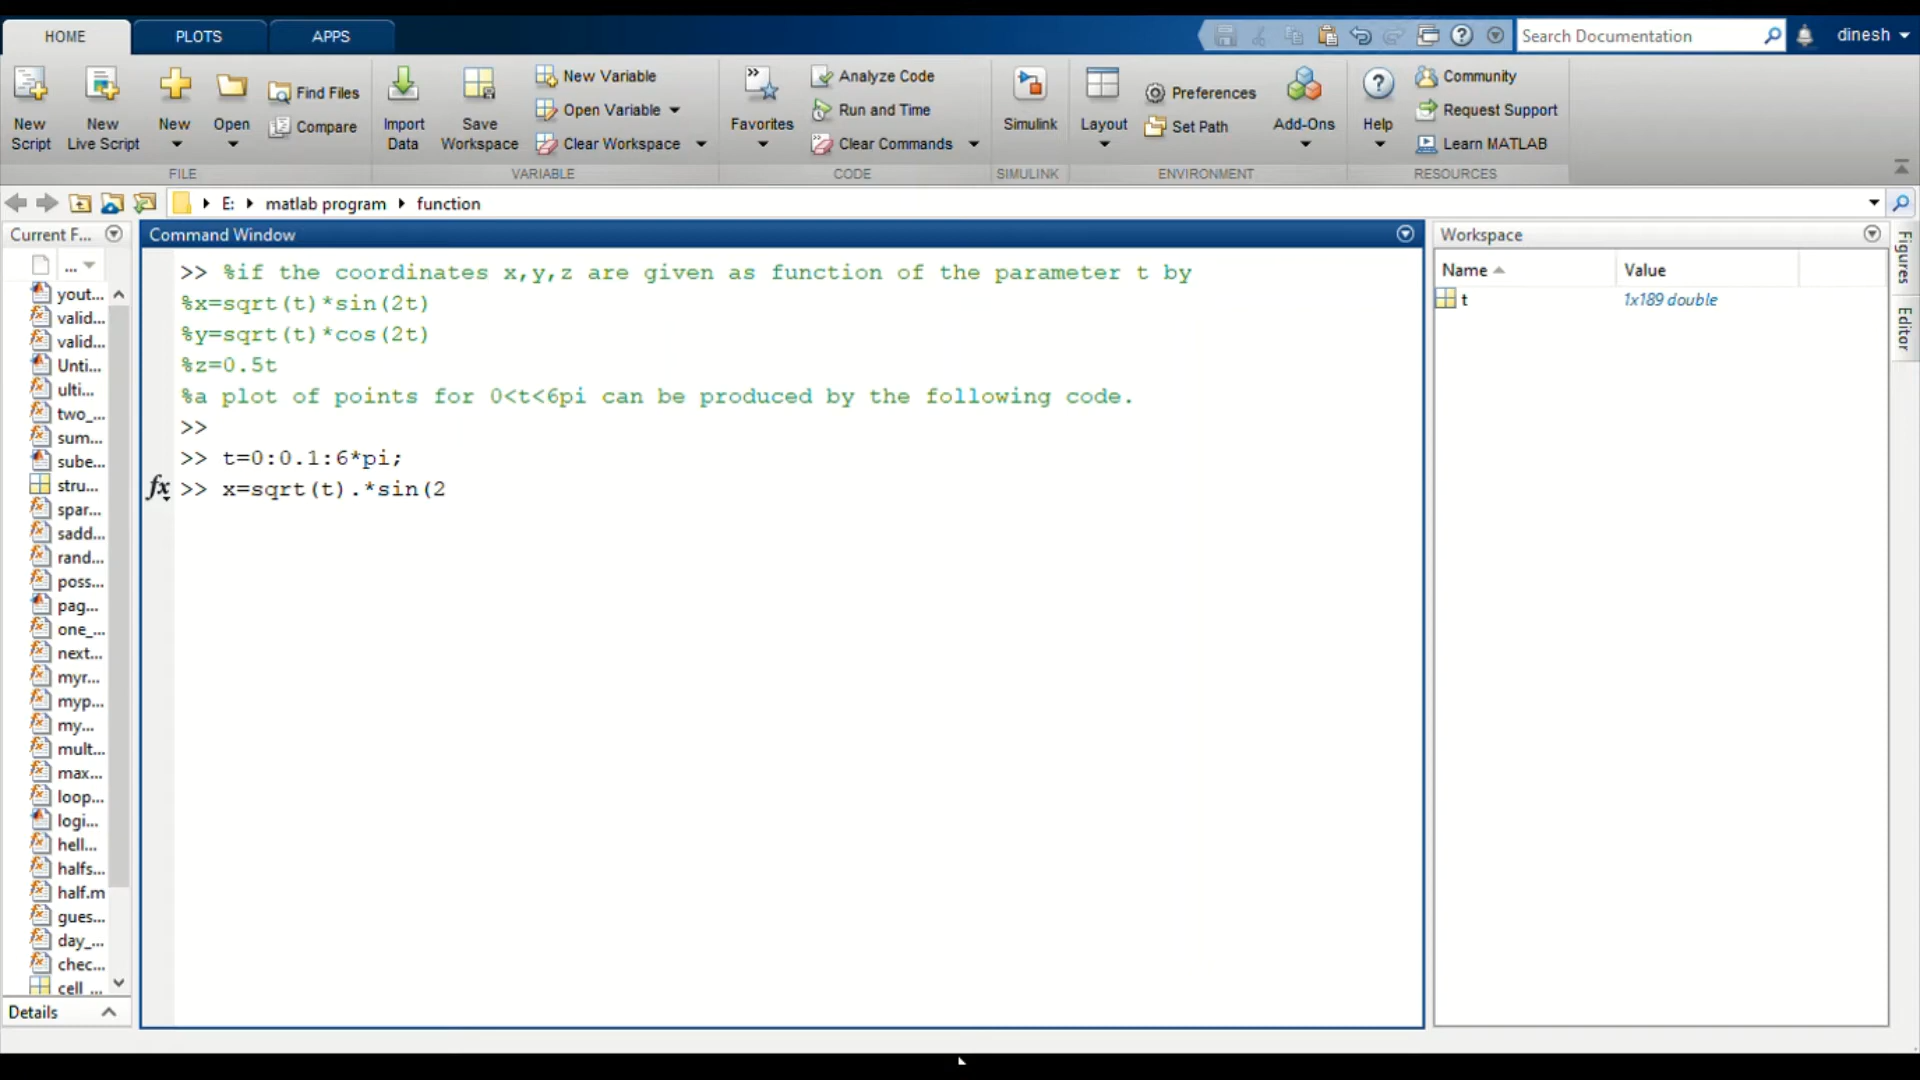 HOME PLOTS APPS Search Documentation dinesh
New Script
New Live Script
New
Open
Find Files
Compare
FILE
Import Data
Save Workspace
New Variable
Open Variable
Clear Workspace
VARIABLE
Favorites
Analyze Code
Run and Time
Clear Commands
CODE
Simulink
SIMULINK
Layout
Preferences
Set Path
Add-Ons
ENVIRONMENT
Help
Community
Request Support
Learn MATLAB
RESOURCES
E: matlab program function
Current F...
...
yout...
valid...
valid...
Unti...
ulti...
two_...
sum...
sube...
stru...
spar...
sadd...
rand...
poss...
pag...
one_...
next...
myr...
myp...
my...
mult...
max...
loop...
logi...
hell...
halfs...
half.m
gues...
day_...
chec...
cell_...
Details
Command Window
>> %if the coordinates x,y,z are given as function of the parameter t by
%x=sqrt(t)*sin(2t)
%y=sqrt(t)*cos(2t)
%z=0.5t
%a plot of points for 0<t<6pi can be produced by the following code.
>>
>> t=0:0.1:6*pi;
fx >> x=sqrt(t).*sin(2
Workspace
Name Value
t 1x189 double
Figures
Editor